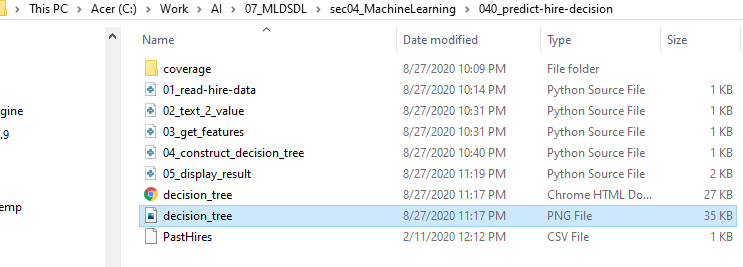 This PC > Acer (C:) > Work > AI > 07_MLDSDL > sec04_MachineLearning > 040_predict-hire-decision
Name Date modified Type Size
coverage 8/27/2020 10:09 PM File folder
01_read-hire-data 8/27/2020 10:14 PM Python Source File 1 KB
02_text_2_value 8/27/2020 10:31 PM Python Source File 1 KB
gine
03_get_features 8/27/2020 10:31 PM Python Source File 1 KB
.9
04_construct_decision_tree 8/27/2020 10:40 PM Python Source File 1 KB
05_display_result 8/27/2020 11:19 PM Python Source File 2 KB
decision_tree 8/27/2020 11:17 PM Chrome HTML Do... 27 KB
emp
decision_tree 8/27/2020 11:17 PM PNG File 35 KB
PastHires 2/11/2020 12:12 PM CSV File 1 KB